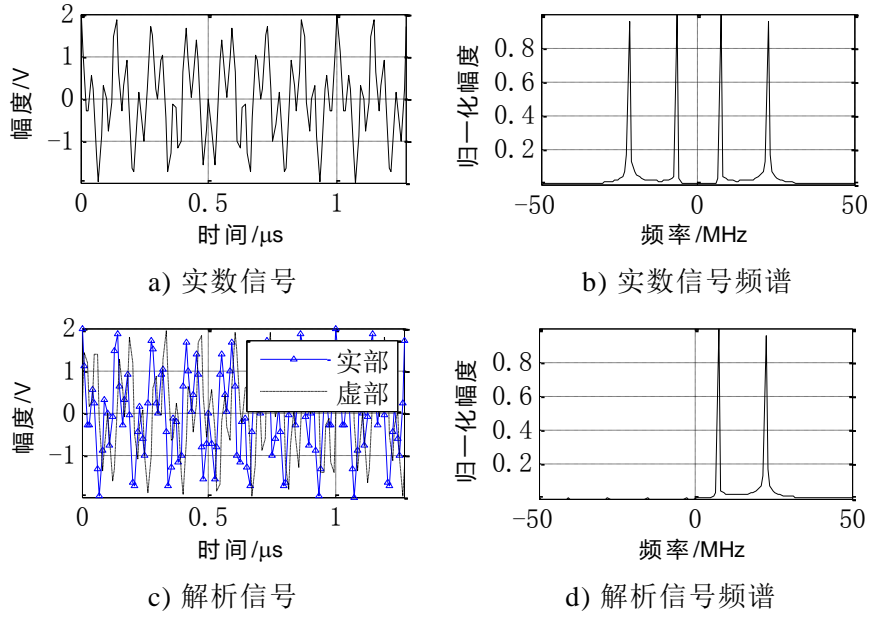 2
1
0
−1
幅度/V
0
0.5
1
时间/μs
a) 实数信号
0.8
0.6
0.4
0.2
归一化幅度
−50
0
50
频率/MHz
b) 实数信号频谱
2
1
0
−1
幅度/V
实部
虚部
0
0.5
1
时间/μs
c) 解析信号
0.8
0.6
0.4
0.2
归一化幅度
−50
0
50
频率/MHz
d) 解析信号频谱